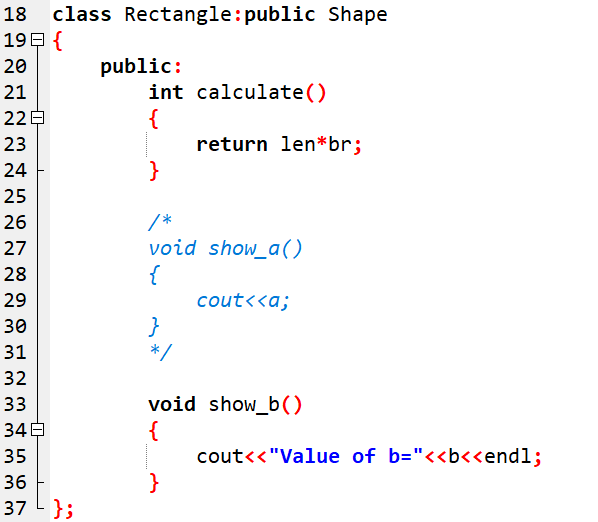 18 class Rectangle:public Shape
19 {
20     public:
21         int calculate()
22         {
23             return len*br;
24         }
25
26         /*
27         void show_a()
28         {
29             cout<<a;
30         }
31         */
32
33         void show_b()
34         {
35             cout<<"Value of b="<<b<<endl;
36         }
37 };